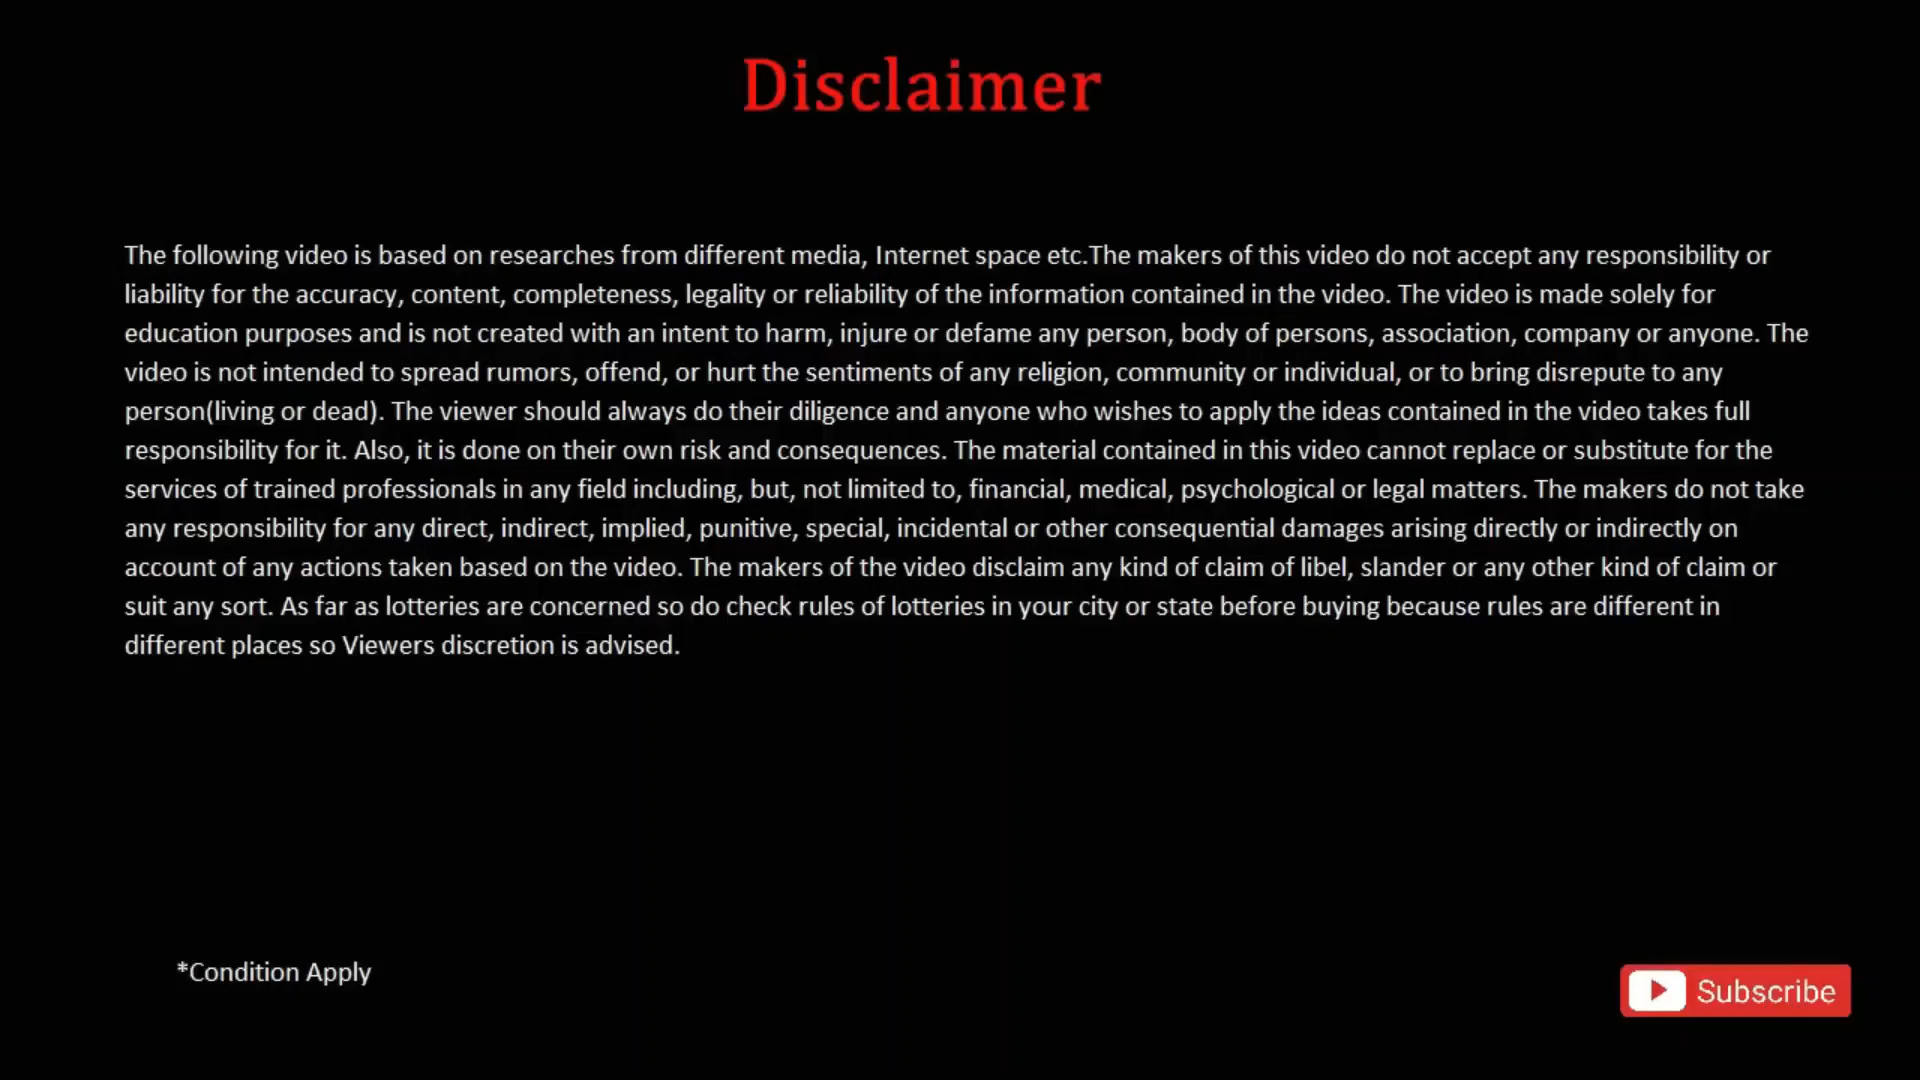 Disclaimer
The following video is based on researches from different media, Internet space etc.The makers of this video do not accept any responsibility or
liability for the accuracy, content, completeness, legality or reliability of the information contained in the video. The video is made solely for
education purposes and is not created with an intent to harm, injure or defame any person, body of persons, association, company or anyone. The
video is not intended to spread rumors, offend, or hurt the sentiments of any religion, community or individual, or to bring disrepute to any
person(living or dead). The viewer should always do their diligence and anyone who wishes to apply the ideas contained in the video takes full
responsibility for it. Also, it is done on their own risk and consequences. The material contained in this video cannot replace or substitute for the
services of trained professionals in any field including, but, not limited to, financial, medical, psychological or legal matters. The makers do not take
any responsibility for any direct, indirect, implied, punitive, special, incidental or other consequential damages arising directly or indirectly on
account of any actions taken based on the video. The makers of the video disclaim any kind of claim of libel, slander or any other kind of claim or
suit any sort. As far as lotteries are concerned so do check rules of lotteries in your city or state before buying because rules are different in
different places so Viewers discretion is advised.
*Condition Apply
Subscribe